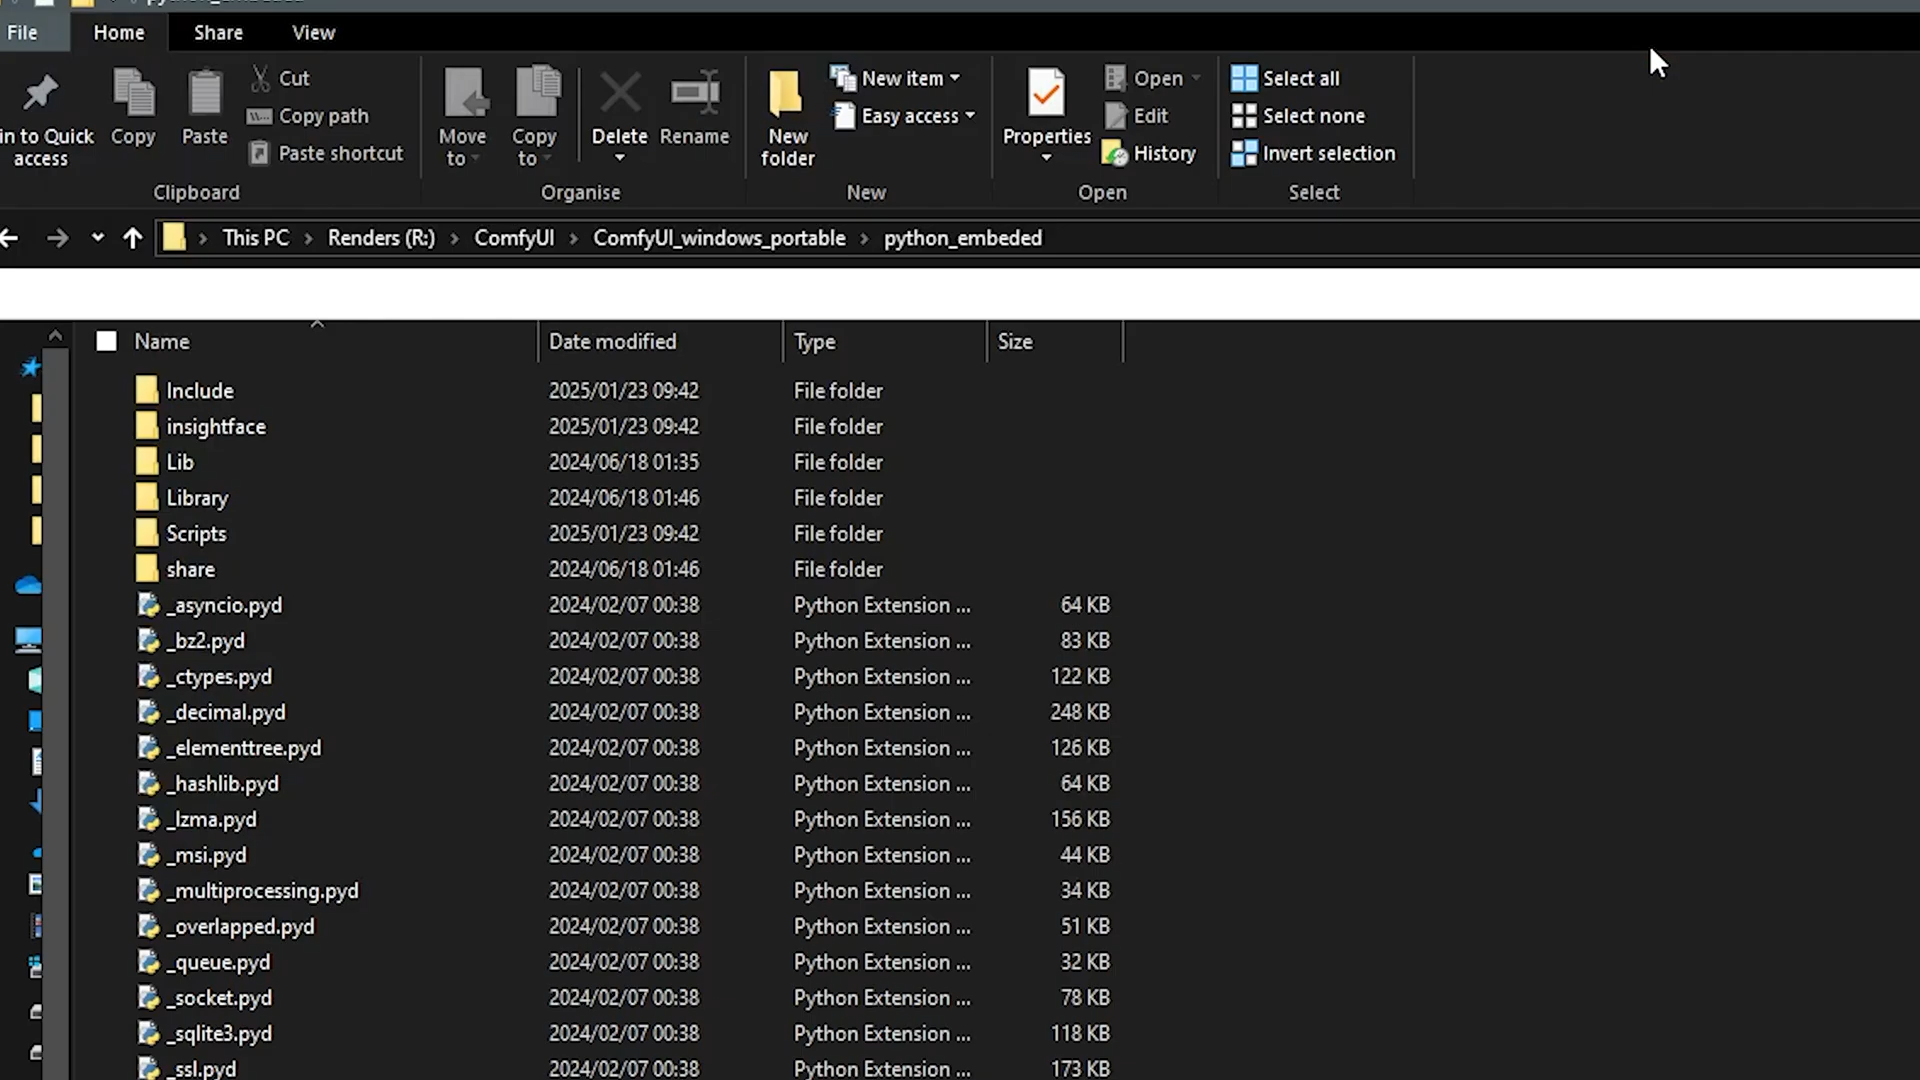 File Home Share View
in to Quick access
Copy
Paste
Cut
Copy path
Paste shortcut
Clipboard
Move to
Copy to
Delete
Rename
Organise
New folder
New item
Easy access
New
Properties
Open
Edit
History
Open
Select all
Select none
Invert selection
Select
This PC > Renders (R:) > ComfyUI > ComfyUI_windows_portable > python_embeded
Name Date modified Type Size
Include 2025/01/23 09:42 File folder
insightface 2025/01/23 09:42 File folder
Lib 2024/06/18 01:35 File folder
Library 2024/06/18 01:46 File folder
Scripts 2025/01/23 09:42 File folder
share 2024/06/18 01:46 File folder
_asyncio.pyd 2024/02/07 00:38 Python Extension ... 64 KB
_bz2.pyd 2024/02/07 00:38 Python Extension ... 83 KB
_ctypes.pyd 2024/02/07 00:38 Python Extension ... 122 KB
_decimal.pyd 2024/02/07 00:38 Python Extension ... 248 KB
_elementtree.pyd 2024/02/07 00:38 Python Extension ... 126 KB
_hashlib.pyd 2024/02/07 00:38 Python Extension ... 64 KB
_lzma.pyd 2024/02/07 00:38 Python Extension ... 156 KB
_msi.pyd 2024/02/07 00:38 Python Extension ... 44 KB
_multiprocessing.pyd 2024/02/07 00:38 Python Extension ... 34 KB
_overlapped.pyd 2024/02/07 00:38 Python Extension ... 51 KB
_queue.pyd 2024/02/07 00:38 Python Extension ... 32 KB
_socket.pyd 2024/02/07 00:38 Python Extension ... 78 KB
_sqlite3.pyd 2024/02/07 00:38 Python Extension ... 118 KB
_ssl.pyd 2024/02/07 00:38 Python Extension ... 173 KB